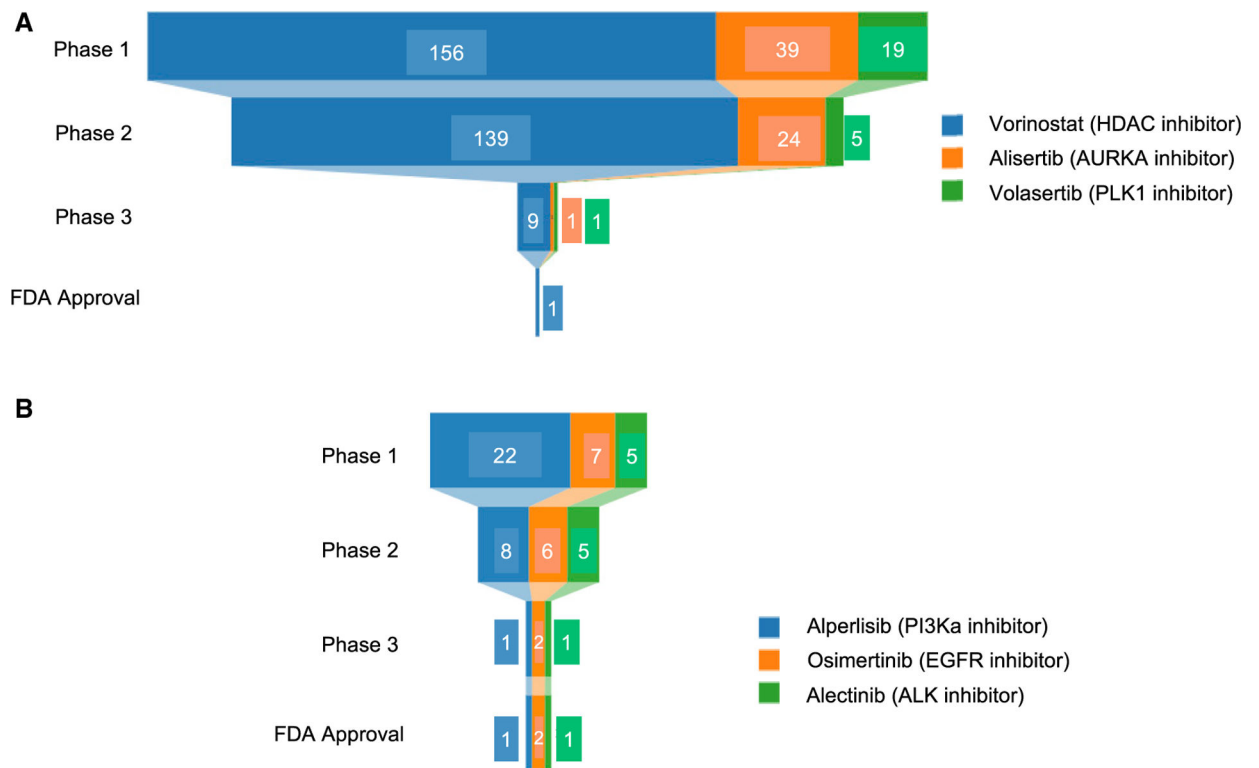 A
Phase 1
156
39
19
Phase 2
139
24
5
Vorinostat (HDAC inhibitor)
Alisertib (AURKA inhibitor)
Volasertib (PLK1 inhibitor)
Phase 3
9
1
1
FDA Approval
1
B
Phase 1
22
7
5
Phase 2
8
6
5
Phase 3
1
2
1
Alperlisib (PI3Ka inhibitor)
Osimertinib (EGFR inhibitor)
Alectinib (ALK inhibitor)
FDA Approval
1
2
1